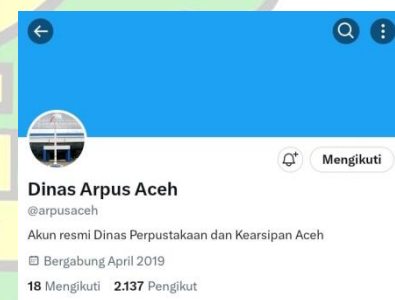 Mengikuti
Dinas Arpus Aceh
@arpusaceh
Akun resmi Dinas Perpustakaan dan Kearsipan Aceh
Bergabung April 2019
18 Mengikuti 2.137 Pengikut